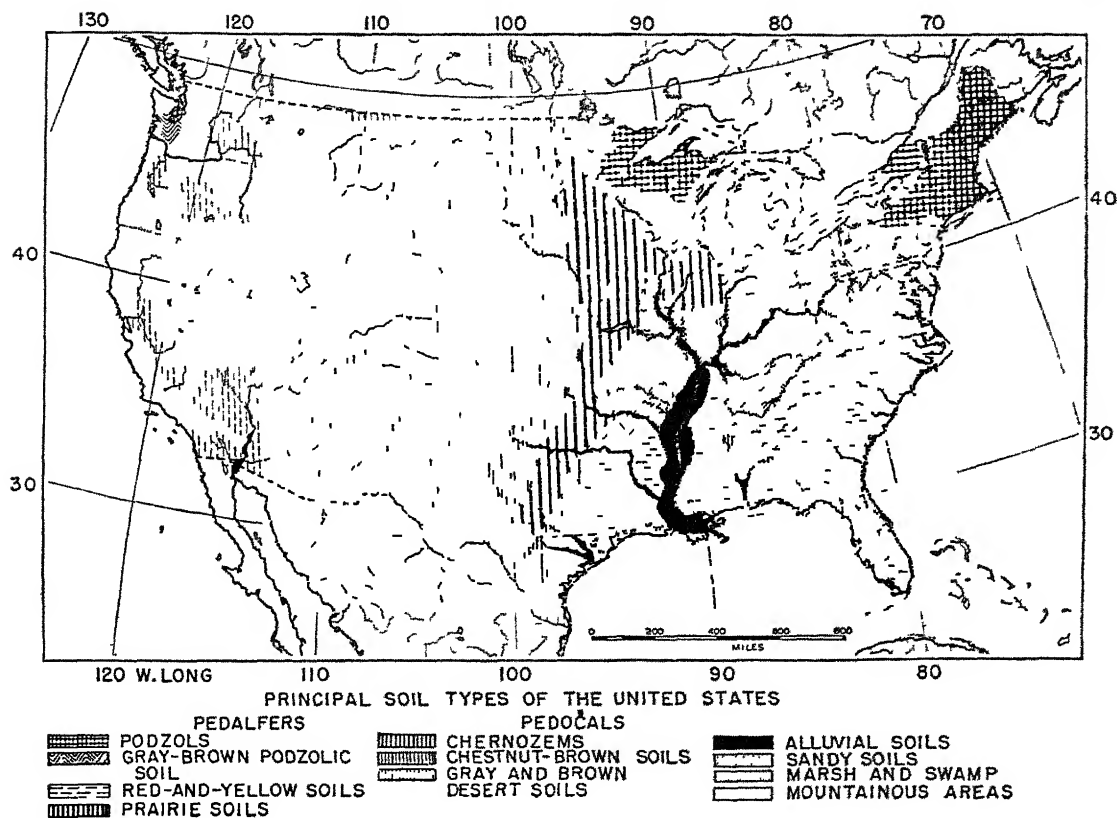 130 120 110 100 90 80 70
40 40
30 30
0 200 400 600 800
MILES
120 W.LONG 110 100 90 80
PRINCIPAL SOIL TYPES OF THE UNITED STATES
PEDALFERS
PODZOLS
GRAY-BROWN PODZOLIC
SOIL
RED-AND-YELLOW SOILS
PRAIRIE SOILS
PEDOCALS
CHERNOZEMS
CHESTNUT-BROWN SOILS
GRAY AND BROWN
DESERT SOILS
ALLUVIAL SOILS
SANDY SOILS
MARSH AND SWAMP
MOUNTAINOUS AREAS